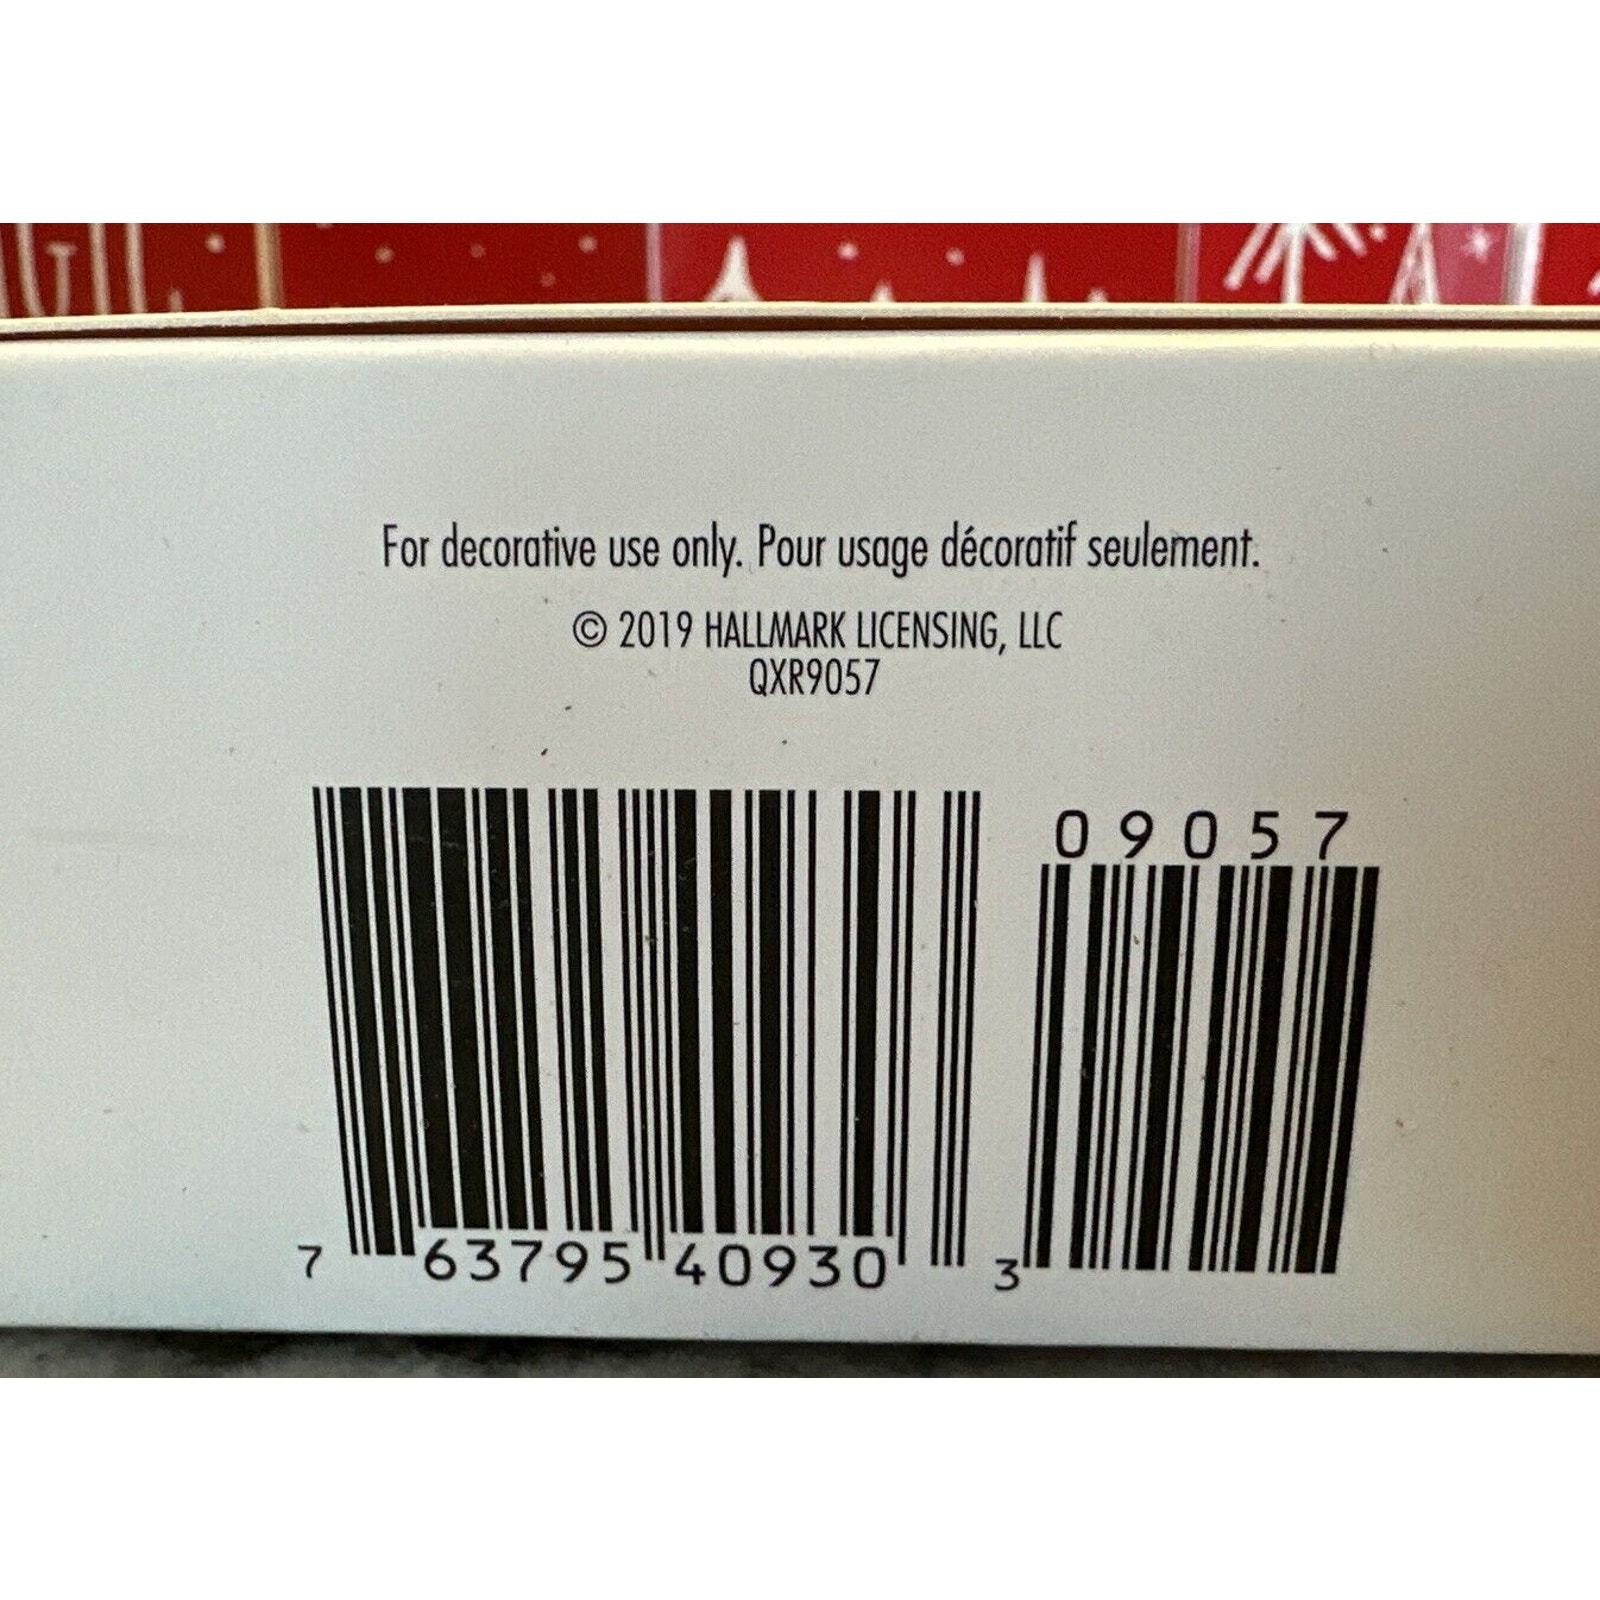 For decorative use only. Pour usage décoratif seulement.
© 2019 HALLMARK LICENSING, LLC
QXR9057
09057
7 63795 40930 3